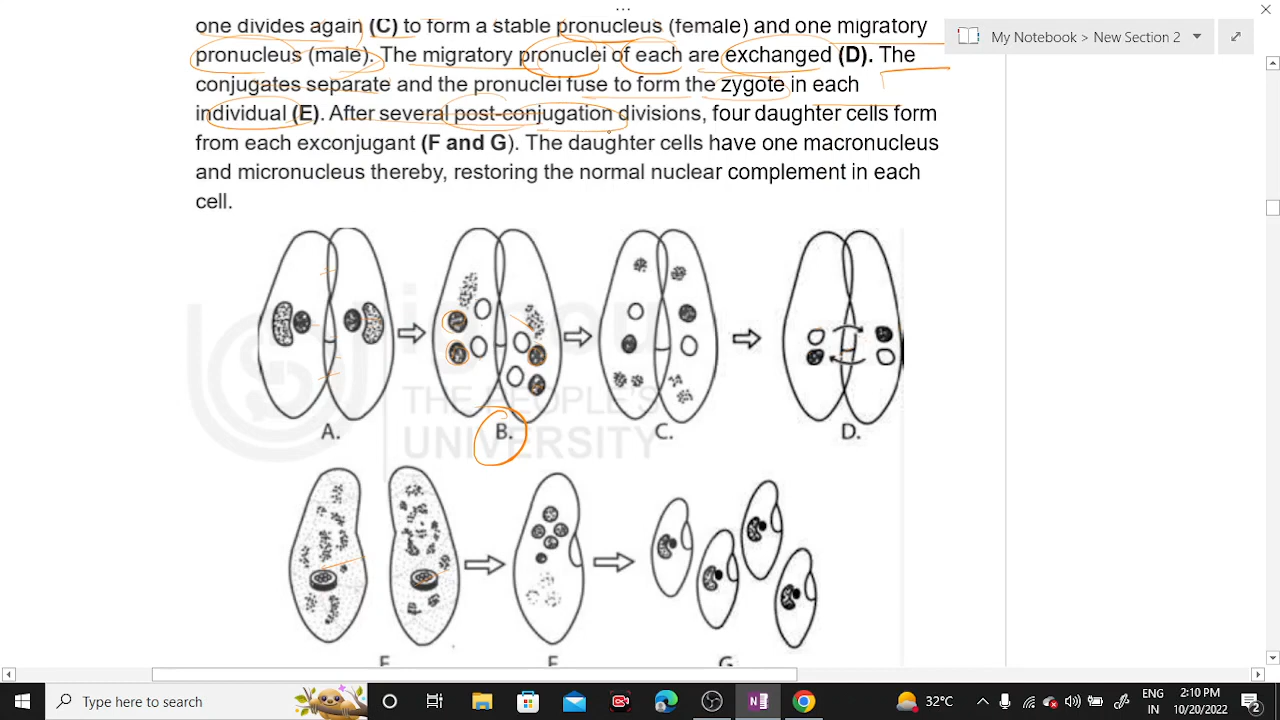 ...
one divides again (C) to form a stable pronucleus (female) and one migratory
pronucleus (male). The migratory pronuclei of each are exchanged (D). The
conjugates separate and the pronuclei fuse to form the zygote in each
individual (E). After several post-conjugation divisions, four daughter cells form
from each exconjugant (F and G). The daughter cells have one macronucleus
and micronucleus thereby, restoring the normal nuclear complement in each
cell.
My Notebook > New Section 2
THE PEOPLE'S
UNIVERSITY
A.
B.
C.
D.
G
Type here to search
32°C
ENG
IN
2:10 PM
10/20/2022
2